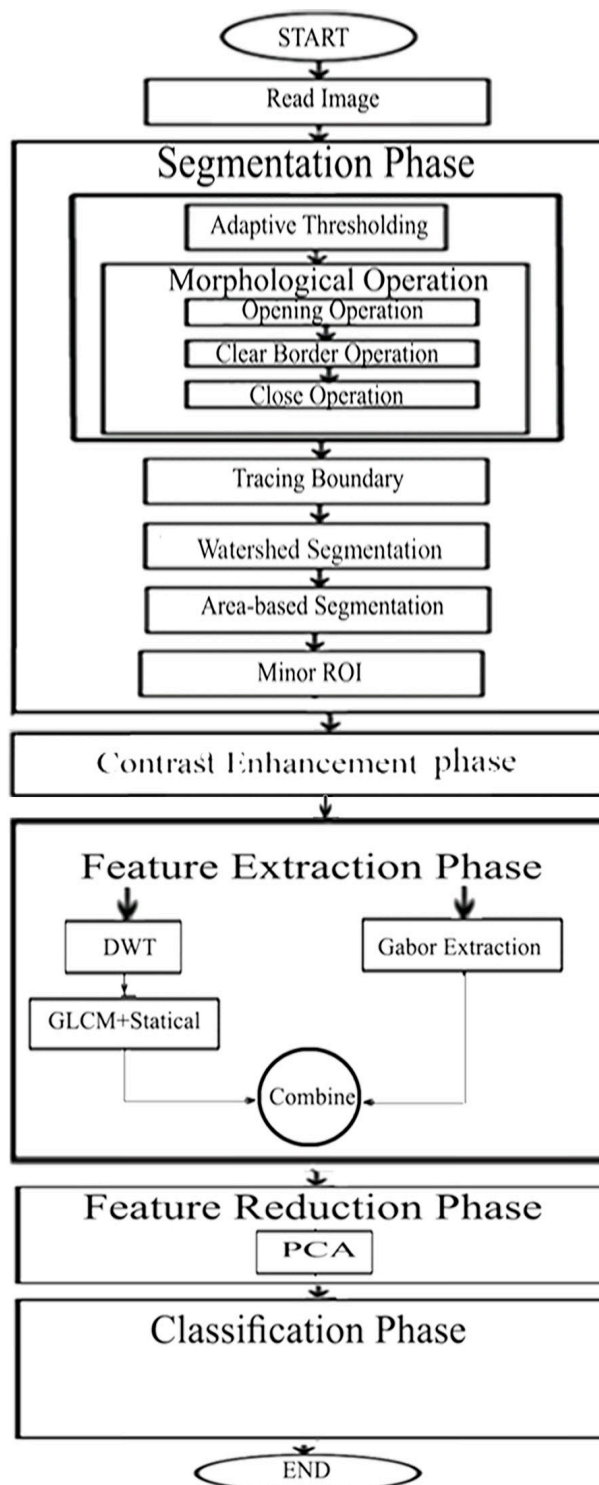 START
Read Image
Segmentation Phase
Adaptive Thresholding
Morphological Operation
Opening Operation
Clear Border Operation
Close Operation
Tracing Boundary
Watershed Segmentation
Area-based Segmentation
Minor ROI
Contrast Enhancement phase
Feature Extraction Phase
DWT
Gabor Extraction
GLCM+Statical
Combine
Feature Reduction Phase
PCA
Classification Phase
END